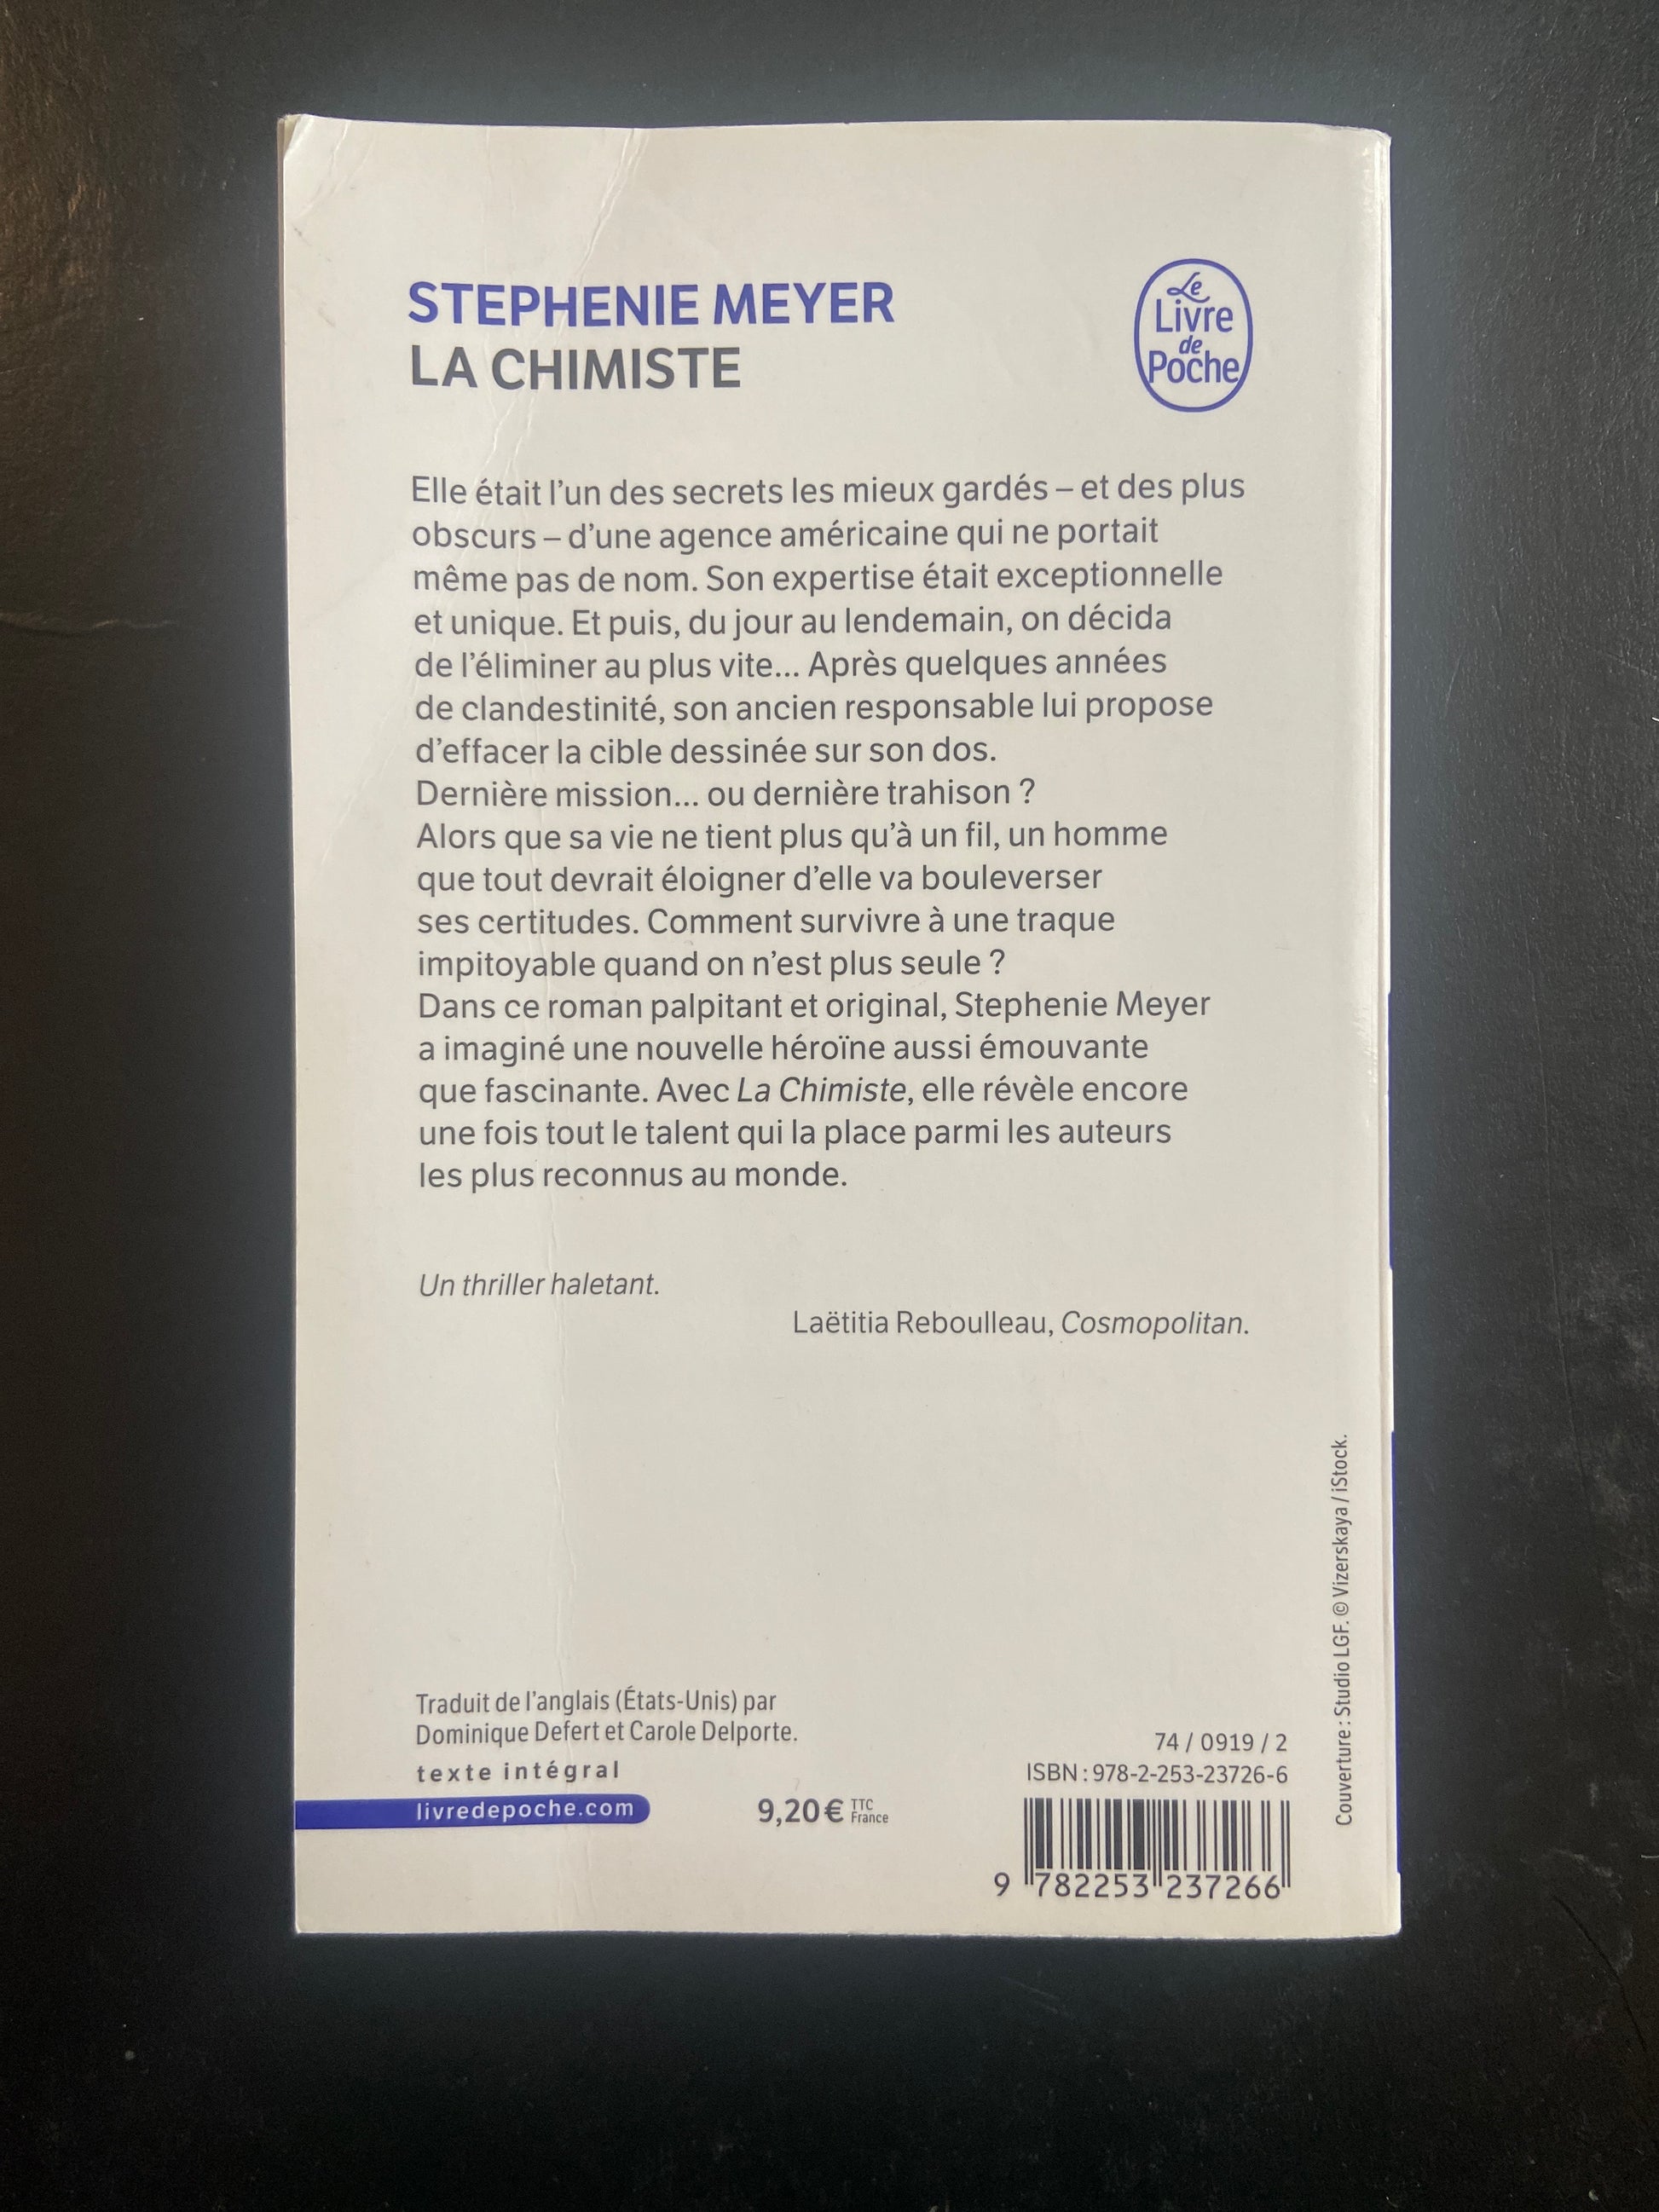 STEPHENIE MEYER
LA CHIMISTE
Le
Livre
de
Poche
Elle était l'un des secrets les mieux gardés – et des plus
obscurs – d'une agence américaine qui ne portait
même pas de nom. Son expertise était exceptionnelle
et unique. Et puis, du jour au lendemain, on décida
de l'éliminer au plus vite... Après quelques années
de clandestinité, son ancien responsable lui propose
d'effacer la cible dessinée sur son dos.
Dernière mission... ou dernière trahison ?
Alors que sa vie ne tient plus qu'à un fil, un homme
que tout devrait éloigner d'elle va bouleverser
ses certitudes. Comment survivre à une traque
impitoyable quand on n'est plus seule ?
Dans ce roman palpitant et original, Stephenie Meyer
a imaginé une nouvelle héroïne aussi émouvante
que fascinante. Avec La Chimiste, elle révèle encore
une fois tout le talent qui la place parmi les auteurs
les plus reconnus au monde.
Un thriller haletant.
Laëtitia Reboulleau, Cosmopolitan.
Traduit de l'anglais (États-Unis) par
Dominique Defert et Carole Delporte.
texte intégral
livredepoche.com
9,20 € TTC
France
74 / 0919 / 2
ISBN : 978-2-253-23726-6
9 782253 237266
Couverture : Studio LGF. © Vizerskaya / iStock.